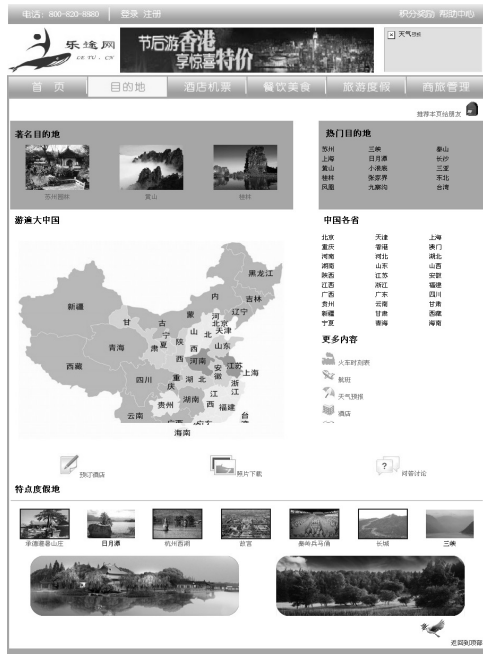 电话：800-820-8880 | 登录 注册
积分奖励 帮助中心
乐途网
LETU.CN
节后游香港
享惊喜特价
天气预报
首 页
目的地
酒店机票
餐饮美食
旅游度假
商旅管理
推荐本页给朋友
著名目的地
苏州园林
黄山
桂林
热门目的地
苏州 三峡 泰山
上海 日月潭 长沙
黄山 小浪底 三亚
桂林 张家界 东北
凤凰 九寨沟 台湾
游遍大中国
黑龙江
吉林
辽宁
内
蒙
古
新疆
甘
肃
宁
夏
青海
西藏
陕
西
山
西
河
北
北京
天津
山东
河南
江苏
安
徽
上海
四川
重
庆
湖 北
浙
江
湖南
江
西
福建
贵州
云南
台
海南
中国各省
北京 天津 上海
重庆 香港 澳门
河南 河北 湖北
湖南 山东 山西
陕西 江苏 安徽
江西 浙江 福建
广西 广东 四川
贵州 云南 甘肃
新疆 甘肃 西藏
宁夏 青海 海南
更多内容
火车时刻表
航班
天气预报
酒店
预订酒店
照片下载
问答讨论
特点度假地
承德避暑山庄
日月潭
杭州西湖
故宫
秦岭兵马俑
长城
三峡
返回到顶部